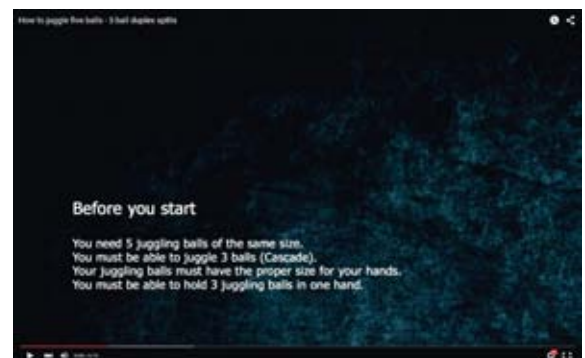 How to juggle five balls - 5 ball duplex splits
Before you start
You need 5 juggling balls of the same size.
You must be able to juggle 3 balls (Cascade).
Your juggling balls must have the proper size for your hands.
You must be able to hold 3 juggling balls in one hand.